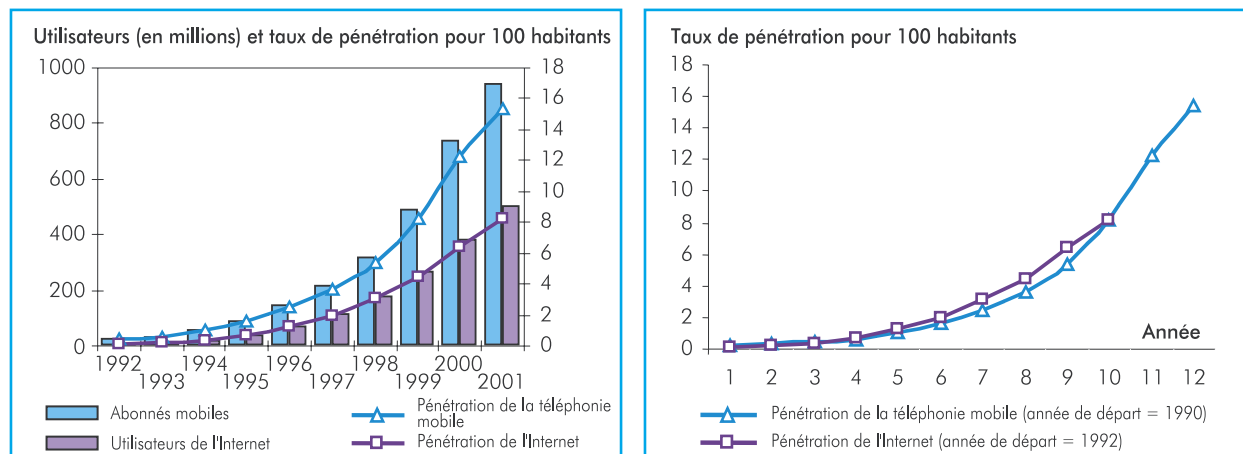 Utilisateurs (en millions) et taux de pénétration pour 100 habitants
1000 18
16
800 14
12
600 10
400 8
6
200 4
2
0 0
1992 1994 1996 1998 2000
1993 1995 1997 1999 2001
Abonnés mobiles
Pénétration de la téléphonie
mobile
Utilisateurs de l'Internet
Pénétration de l'Internet
Taux de pénétration pour 100 habitants
18
16
14
12
10
8
6
4
2
0
Année
1 2 3 4 5 6 7 8 9 10 11 12
Pénétration de la téléphonie mobile (année de départ = 1990)
Pénétration de l'Internet (année de départ = 1992)